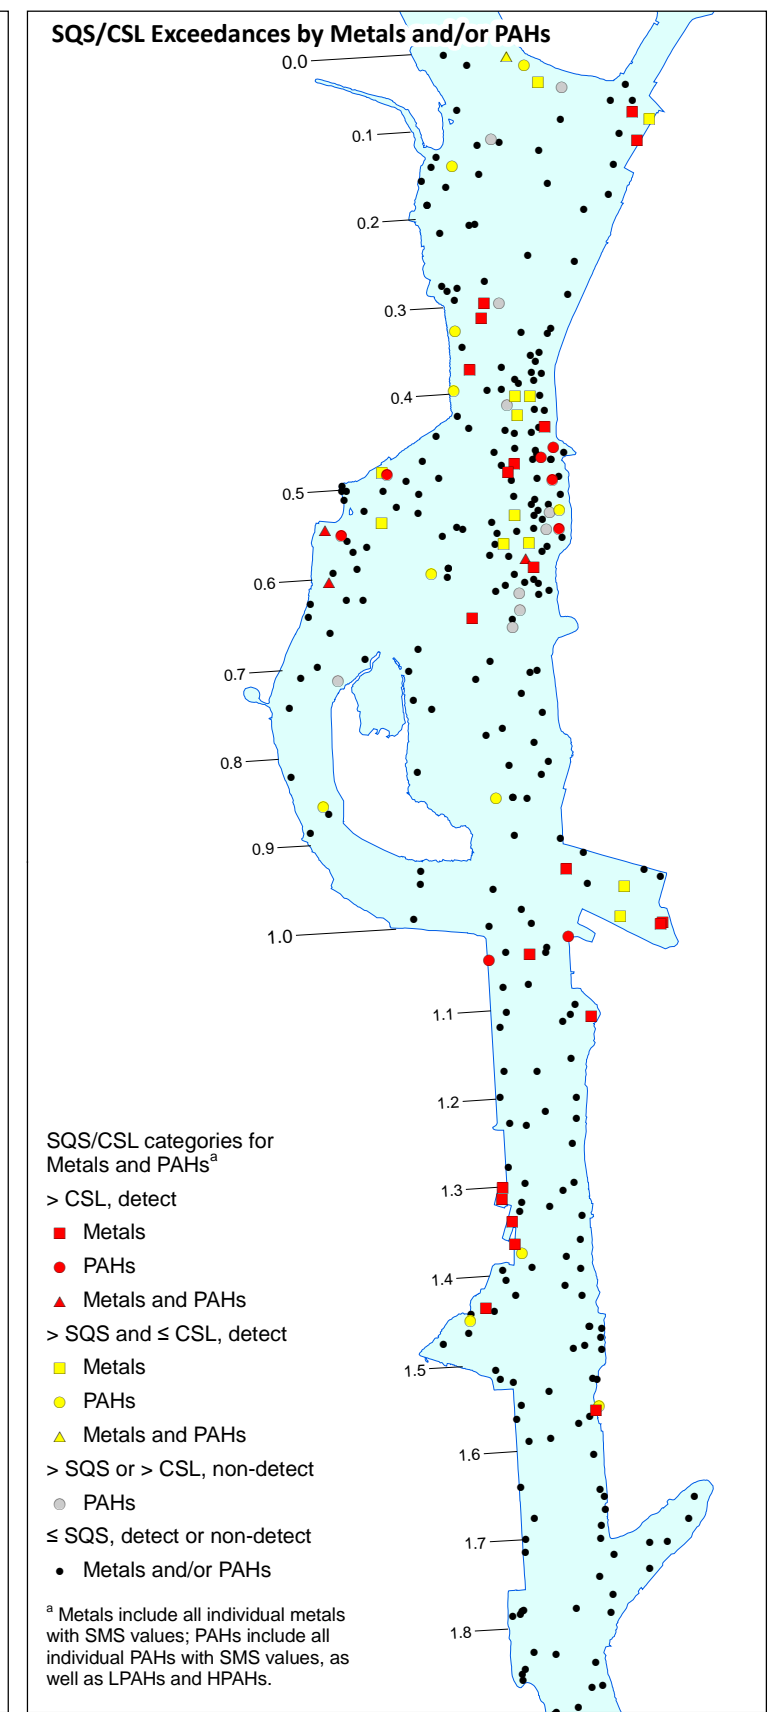 SQS/CSL Exceedances by Metals and/or PAHs
0.0
0.1
0.2
0.3
0.4
0.5
0.6
0.7
0.8
0.9
1.0
1.1
1.2
1.3
1.4
1.5
1.6
1.7
1.8
SQS/CSL categories for
Metals and PAHsᵃ
> CSL, detect
Metals
PAHs
Metals and PAHs
> SQS and ≤ CSL, detect
Metals
PAHs
Metals and PAHs
> SQS or > CSL, non-detect
PAHs
≤ SQS, detect or non-detect
Metals and/or PAHs
ᵃ Metals include all individual metals
with SMS values; PAHs include all
individual PAHs with SMS values, as
well as LPAHs and HPAHs.